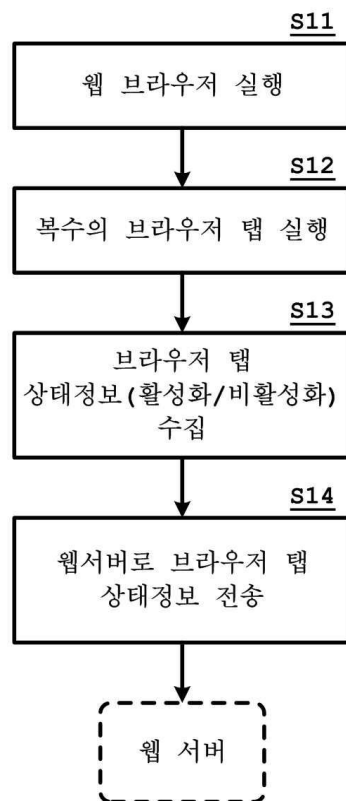 S11
웹 브라우저 실행
S12
복수의 브라우저 탭 실행
S13
브라우저 탭
상태정보(활성화/비활성화)
수집
S14
웹서버로 브라우저 탭
상태정보 전송
웹 서버